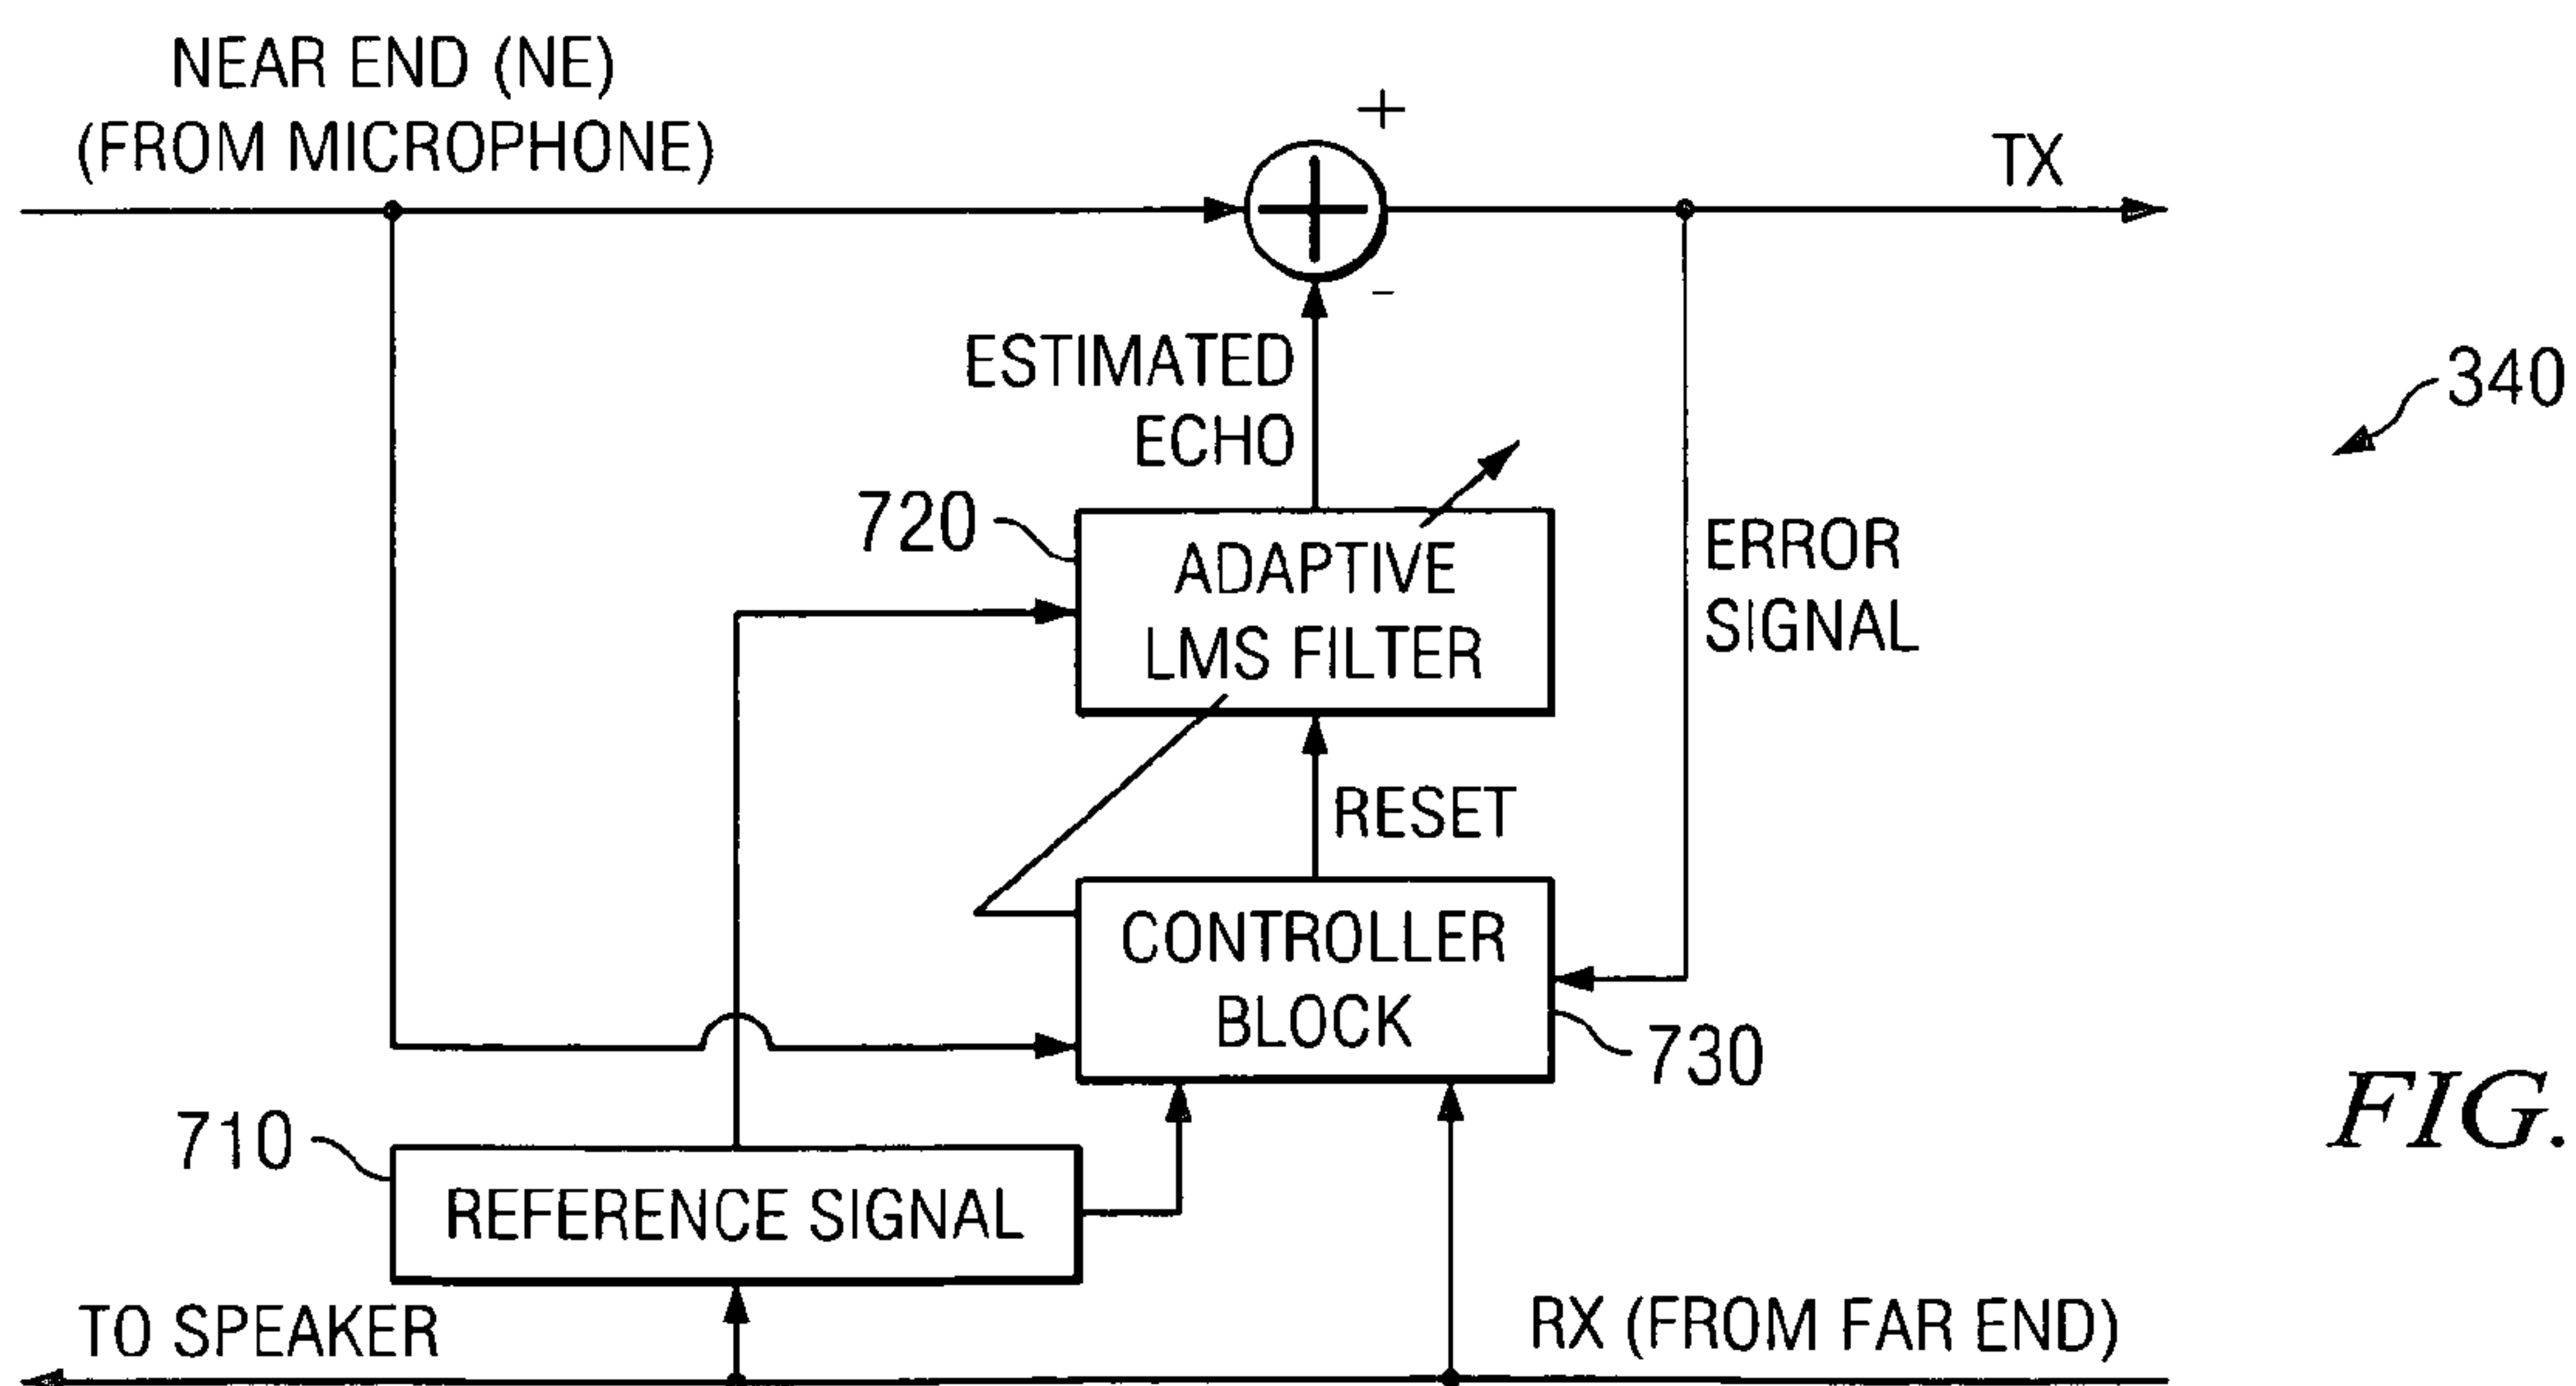 NEAR END (NE)
(FROM MICROPHONE)
+
TX
-
ESTIMATED
ECHO
340
720
ADAPTIVE
LMS FILTER
ERROR
SIGNAL
RESET
CONTROLLER
BLOCK
730
710
REFERENCE SIGNAL
FIG.
TO SPEAKER
RX (FROM FAR END)